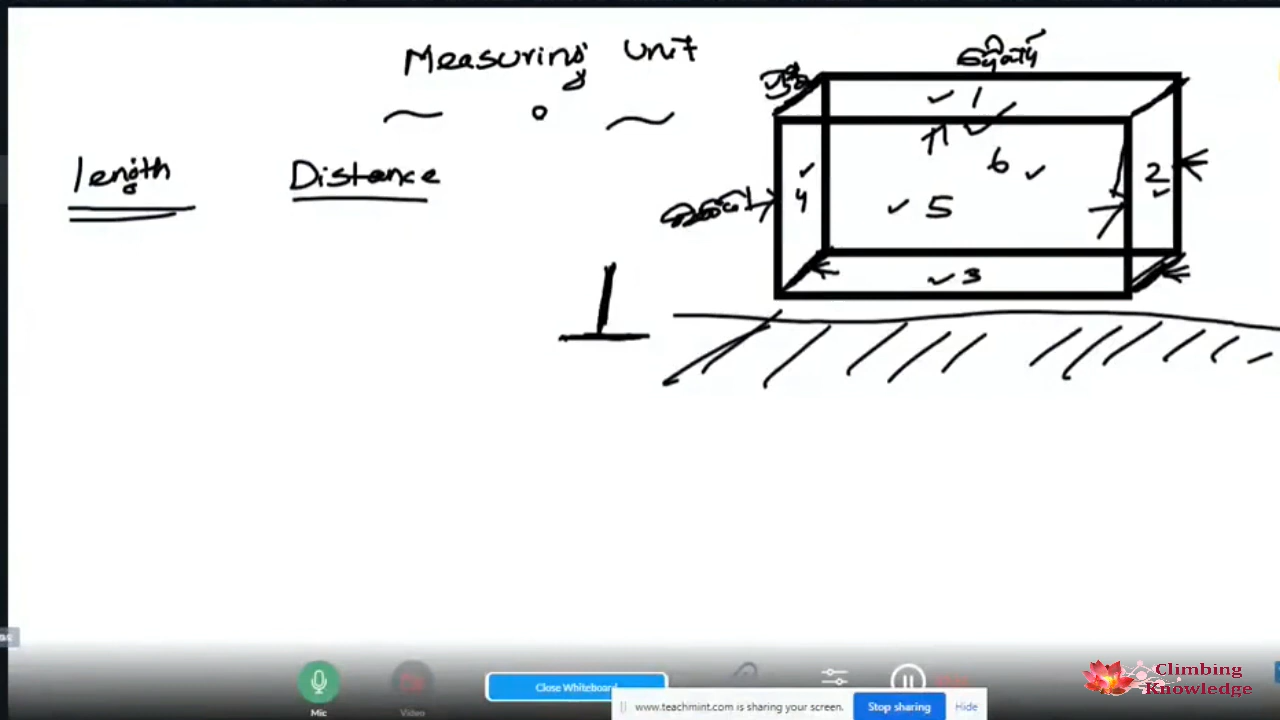 Measuring unit
length Distance
1
6
2
4
5
3
Mic
Video
Close Whiteboard
www.teachmint.com is sharing your screen.
Stop sharing
Hide
Climbing
Knowledge